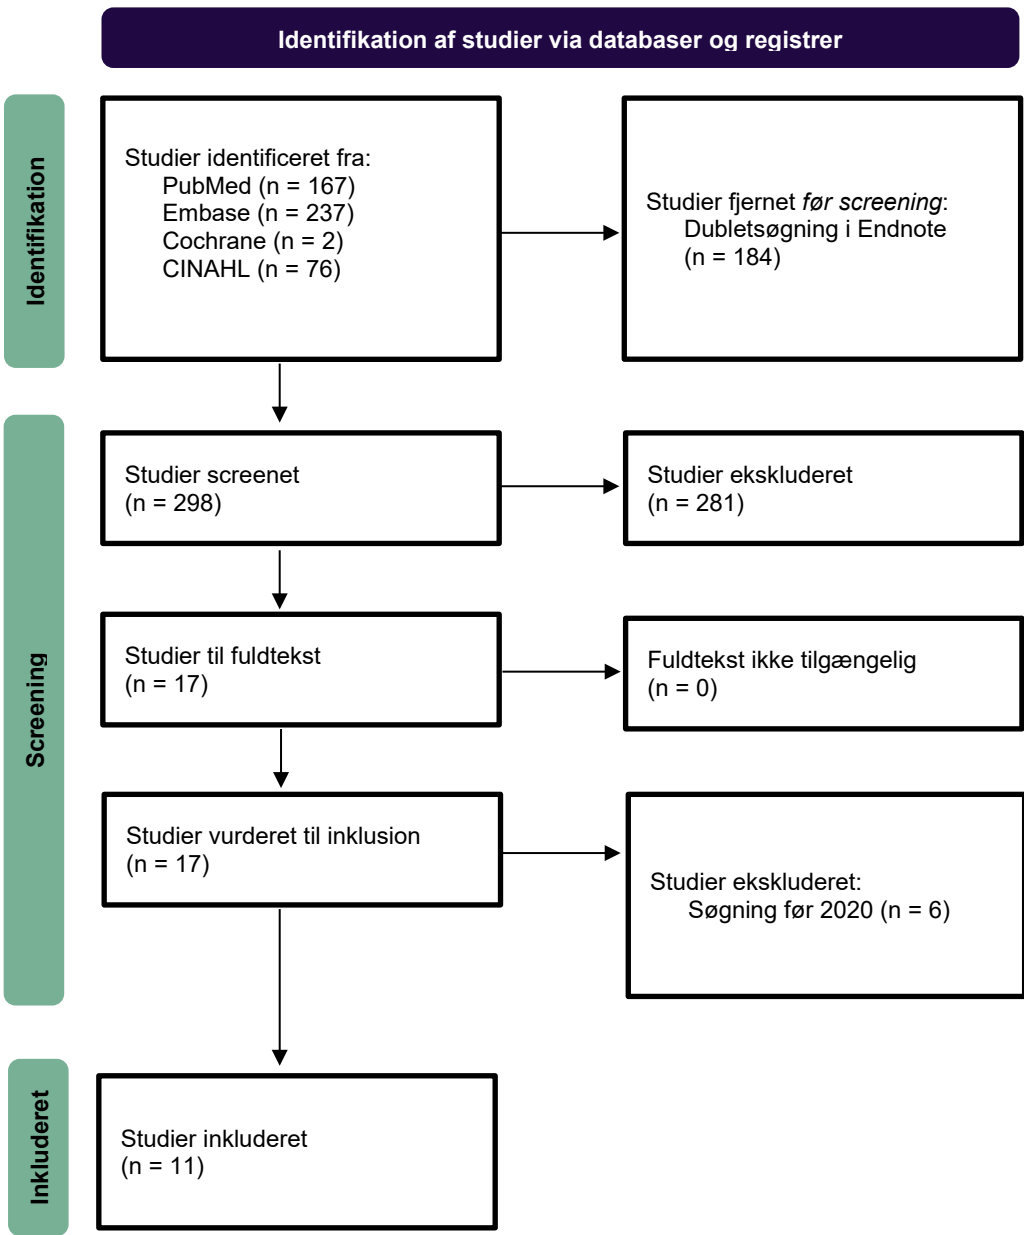 Identifikation af studier via databaser og registrer
Identifikation
Studier identificeret fra:
PubMed (n = 167)
Embase (n = 237)
Cochrane (n = 2)
CINAHL (n = 76)
Studier fjernet før screening:
Dubletsøgning i Endnote
(n = 184)
Screening
Studier screenet
(n = 298)
Studier ekskluderet
(n = 281)
Studier til fuldtekst
(n = 17)
Fuldtekst ikke tilgængelig
(n = 0)
Studier vurderet til inklusion
(n = 17)
Studier ekskluderet:
Søgning før 2020 (n = 6)
Inkluderet
Studier inkluderet
(n = 11)